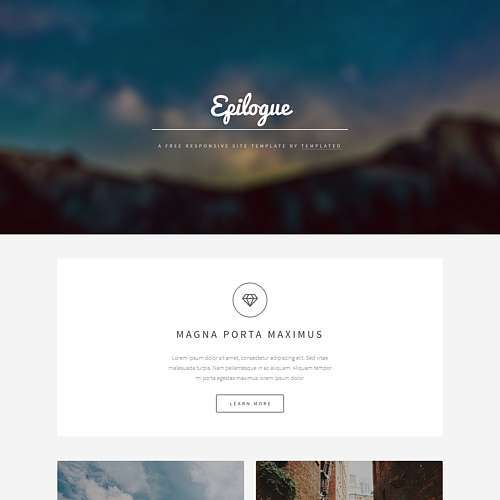 Epilogue
A FREE RESPONSIVE SITE TEMPLATE BY TEMPLATED
MAGNA PORTA MAXIMUS
Lorem ipsum dolor sit amet, consectetur adipiscing elit. Sed vitae
malesuada turpis. Nam pellentesque in ac aliquam. Aliquam tempor
mi porta egestas maximus lorem ipsum dolor.
LEARN MORE